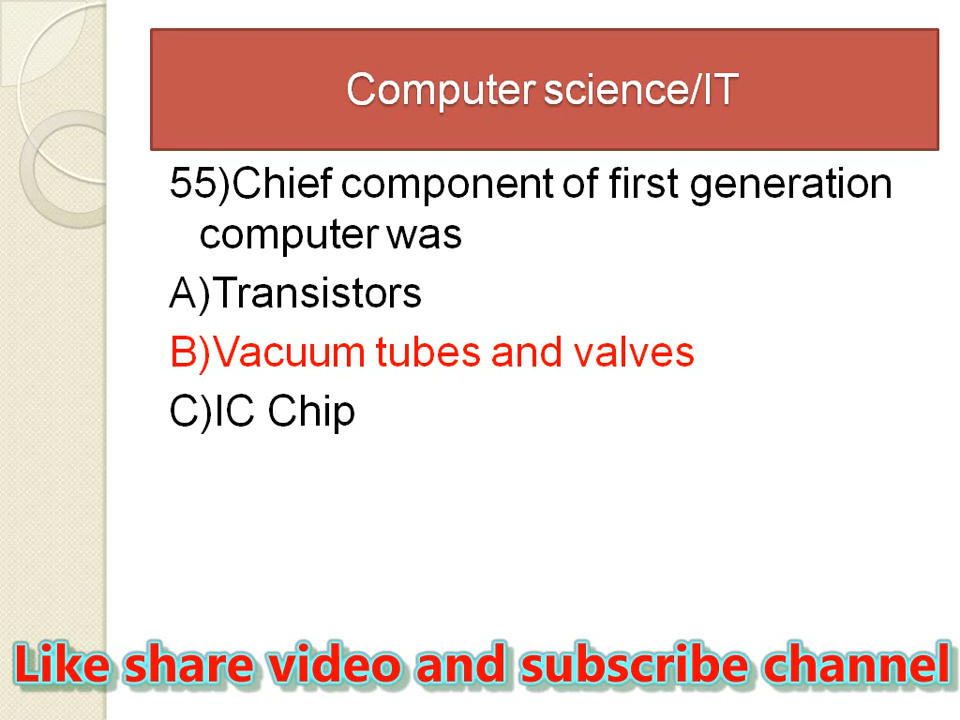 Computer science/IT
55)Chief component of first generation
computer was
A)Transistors
B)Vacuum tubes and valves
C)IC Chip
Like share video and subscribe channel